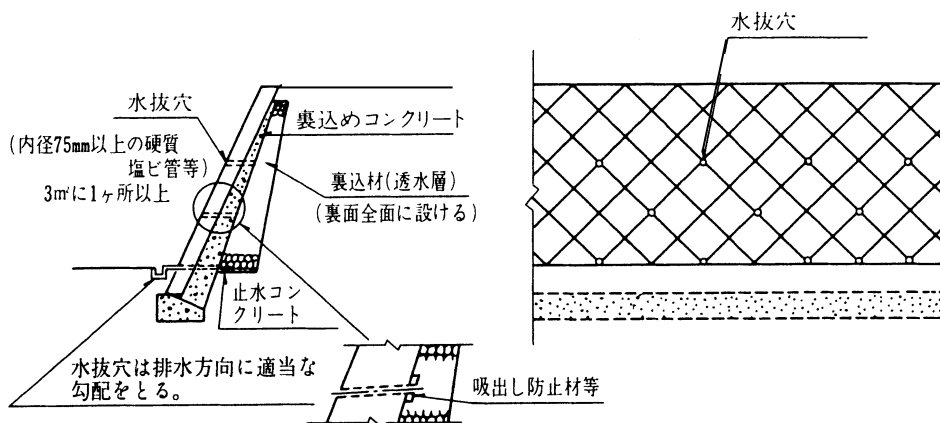 水抜穴
水抜穴
(内径75mm以上の硬質
塩ビ管等)
3㎡に1ヶ所以上
裏込めコンクリート
裏込材(透水層)
(裏面全面に設ける)
止水コン
クリート
水抜穴は排水方向に適当な
勾配をとる。
吸出し防止材等